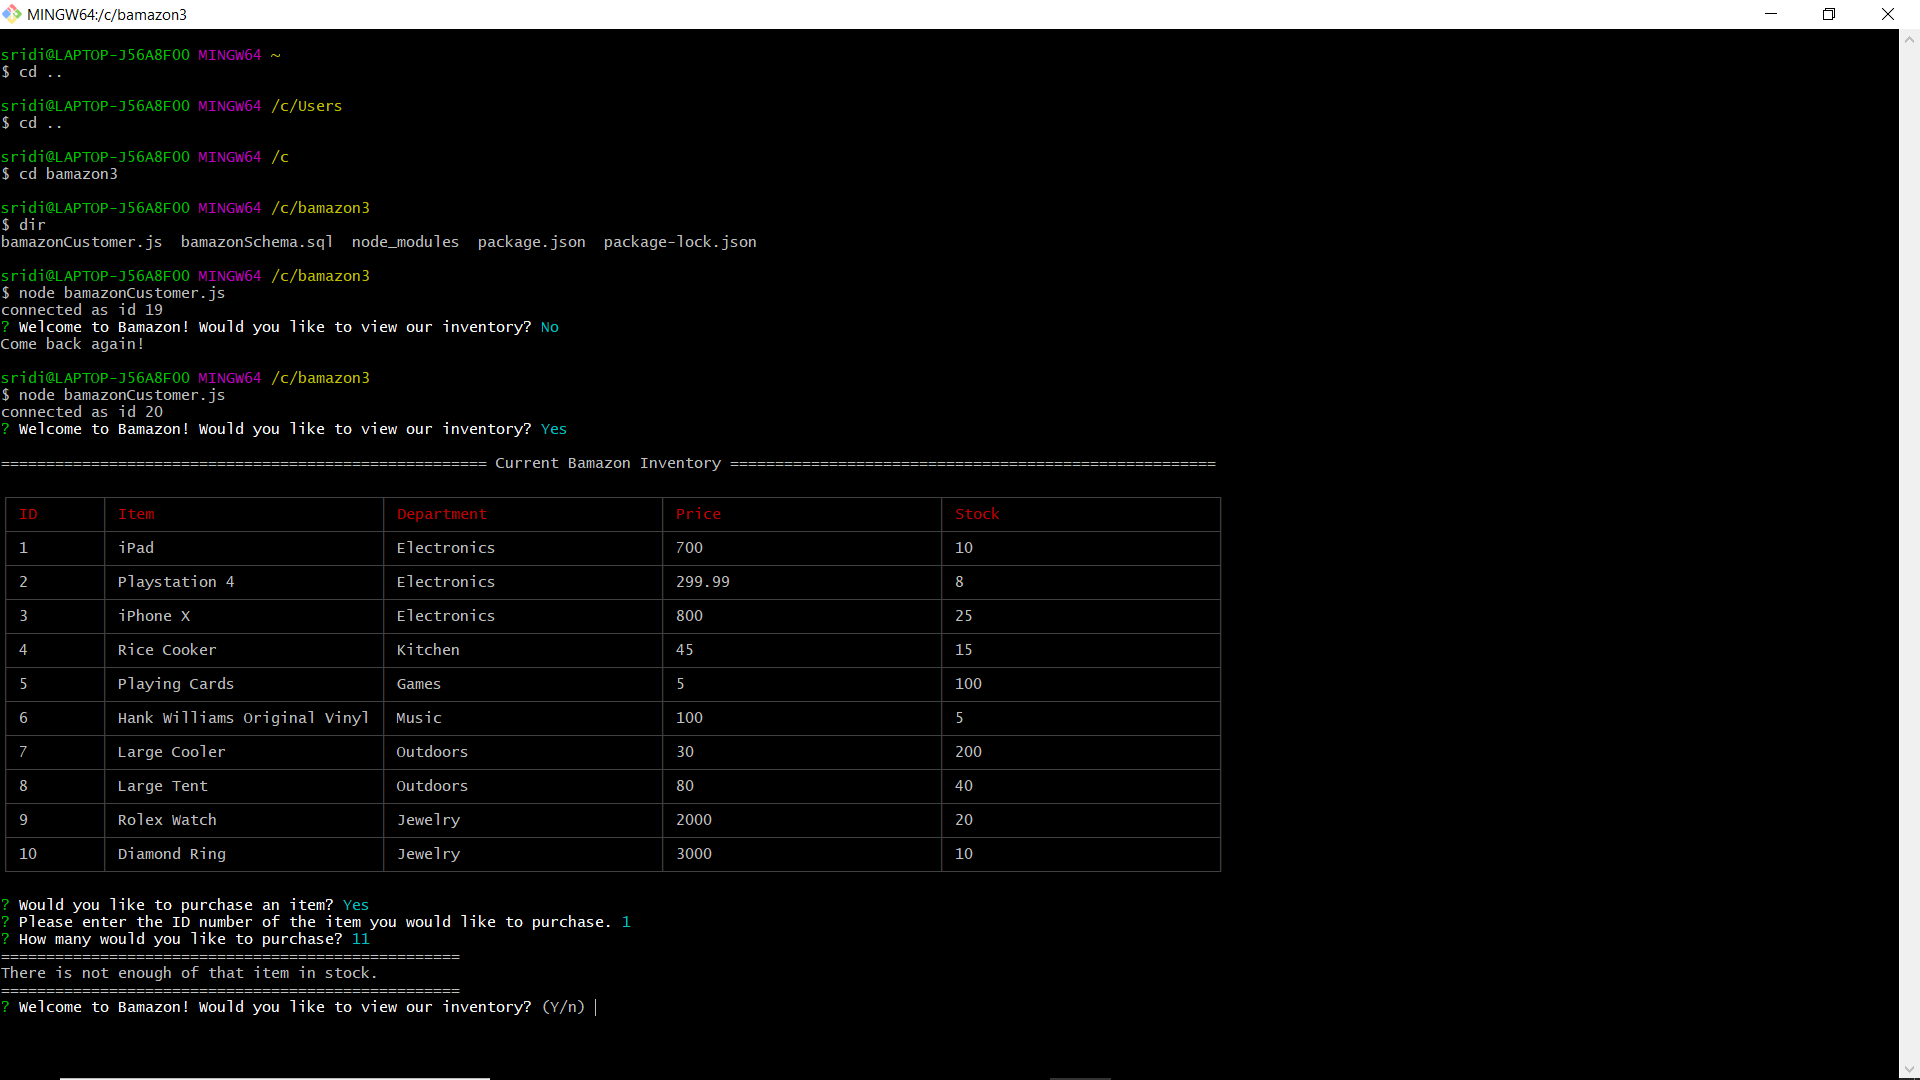 MINGW64:/c/bamazon3
sridi@LAPTOP-J56A8F00 MINGW64 ~
$ cd ..
sridi@LAPTOP-J56A8F00 MINGW64 /c/Users
$ cd ..
sridi@LAPTOP-J56A8F00 MINGW64 /c
$ cd bamazon3
sridi@LAPTOP-J56A8F00 MINGW64 /c/bamazon3
$ dir
bamazonCustomer.js  bamazonSchema.sql  node_modules  package.json  package-lock.json
sridi@LAPTOP-J56A8F00 MINGW64 /c/bamazon3
$ node bamazonCustomer.js
connected as id 19
? Welcome to Bamazon! Would you like to view our inventory? No
Come back again!
sridi@LAPTOP-J56A8F00 MINGW64 /c/bamazon3
$ node bamazonCustomer.js
connected as id 20
? Welcome to Bamazon! Would you like to view our inventory? Yes
====================================================== Current Bamazon Inventory ======================================================
ID Item Department Price Stock
1 iPad Electronics 700 10
2 Playstation 4 Electronics 299.99 8
3 iPhone X Electronics 800 25
4 Rice Cooker Kitchen 45 15
5 Playing Cards Games 5 100
6 Hank Williams Original Vinyl Music 100 5
7 Large Cooler Outdoors 30 200
8 Large Tent Outdoors 80 40
9 Rolex Watch Jewelry 2000 20
10 Diamond Ring Jewelry 3000 10
? Would you like to purchase an item? Yes
? Please enter the ID number of the item you would like to purchase. 1
? How many would you like to purchase? 11
===================================================
There is not enough of that item in stock.
===================================================
? Welcome to Bamazon! Would you like to view our inventory? (Y/n)